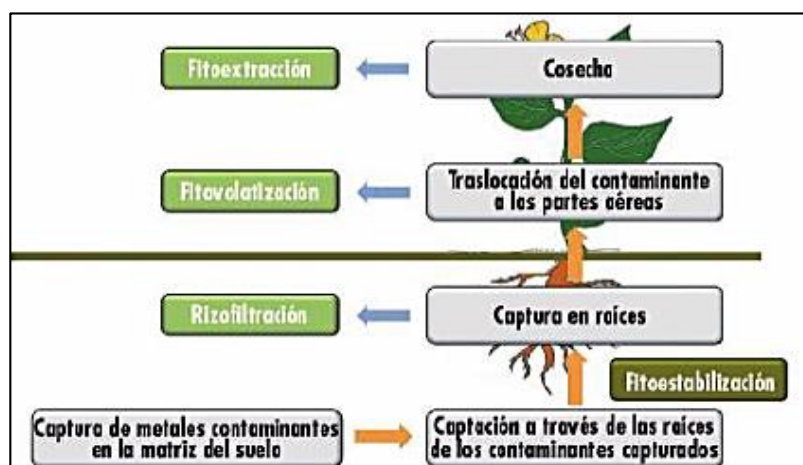 Fitoextracción
Cosecha
Fitovolatización
Traslocación del contaminante
a las partes aéreas
Rizofiltración
Captura en raíces
Fitoestabilización
Captura de metales contaminantes
en la matriz del suelo
Captación a través de las raíces
de los contaminantes capturados